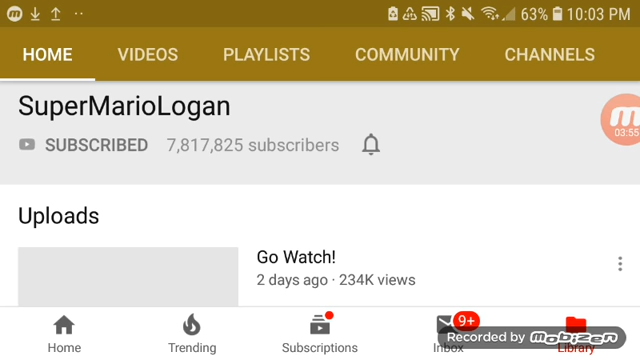 63% 10:03 PM
HOME VIDEOS PLAYLISTS COMMUNITY CHANNELS
SuperMarioLogan
SUBSCRIBED 7,817,825 subscribers
03:55
Uploads
Go Watch!
2 days ago · 234K views
9+
Home Trending Subscriptions Inbox Library
Recorded by Mobizen